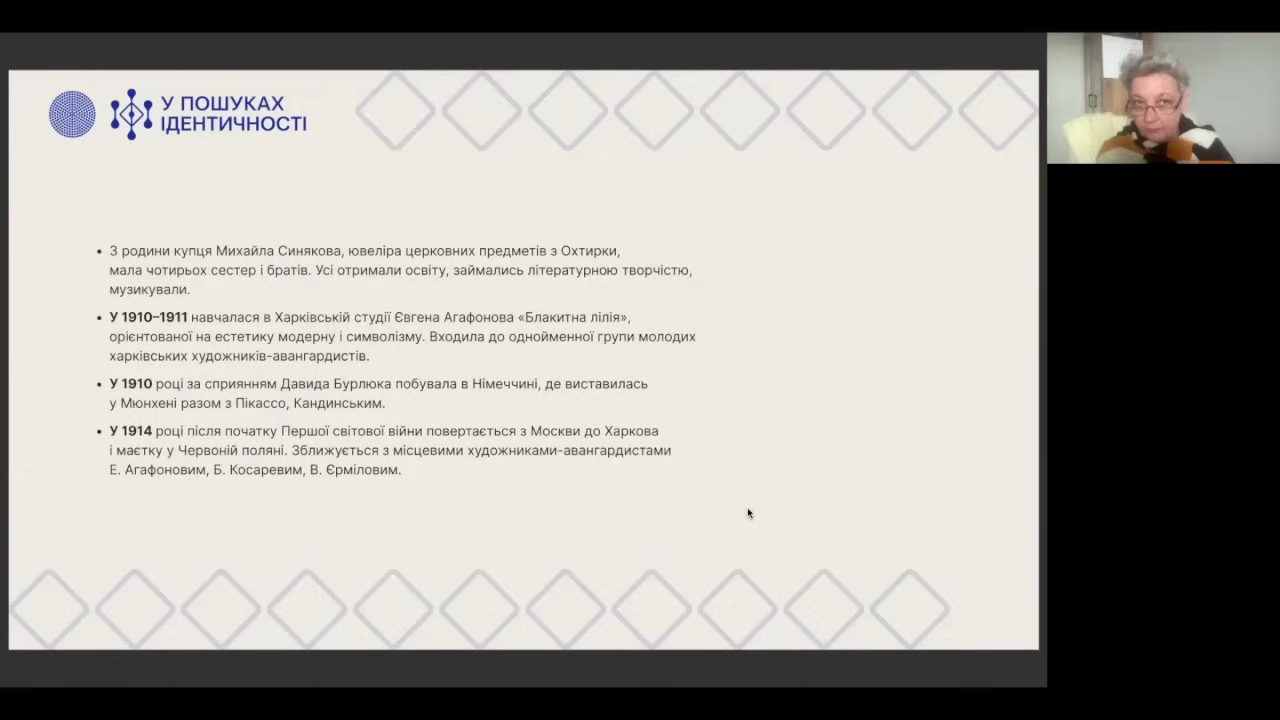 У ПОШУКАХ
ІДЕНТИЧНОСТІ
• З родини купця Михайла Синякова, ювеліра церковних предметів з Охтирки,
мала чотирьох сестер і братів. Усі отримали освіту, займались літературною творчістю,
музикували.
• У 1910–1911 навчалася в Харківській студії Євгена Агафонова «Блакитна лілія»,
орієнтованої на естетику модерну і символізму. Входила до однойменної групи молодих
харківських художників-авангардистів.
• У 1910 році за сприянням Давида Бурлюка побувала в Німеччині, де виставилась
у Мюнхені разом з Пікассо, Кандинським.
• У 1914 році після початку Першої світової війни повертається з Москви до Харкова
і маєтку у Червоній поляні. Зближується з місцевими художниками-авангардистами
Е. Агафоновим, Б. Косаревим, В. Єрміловим.